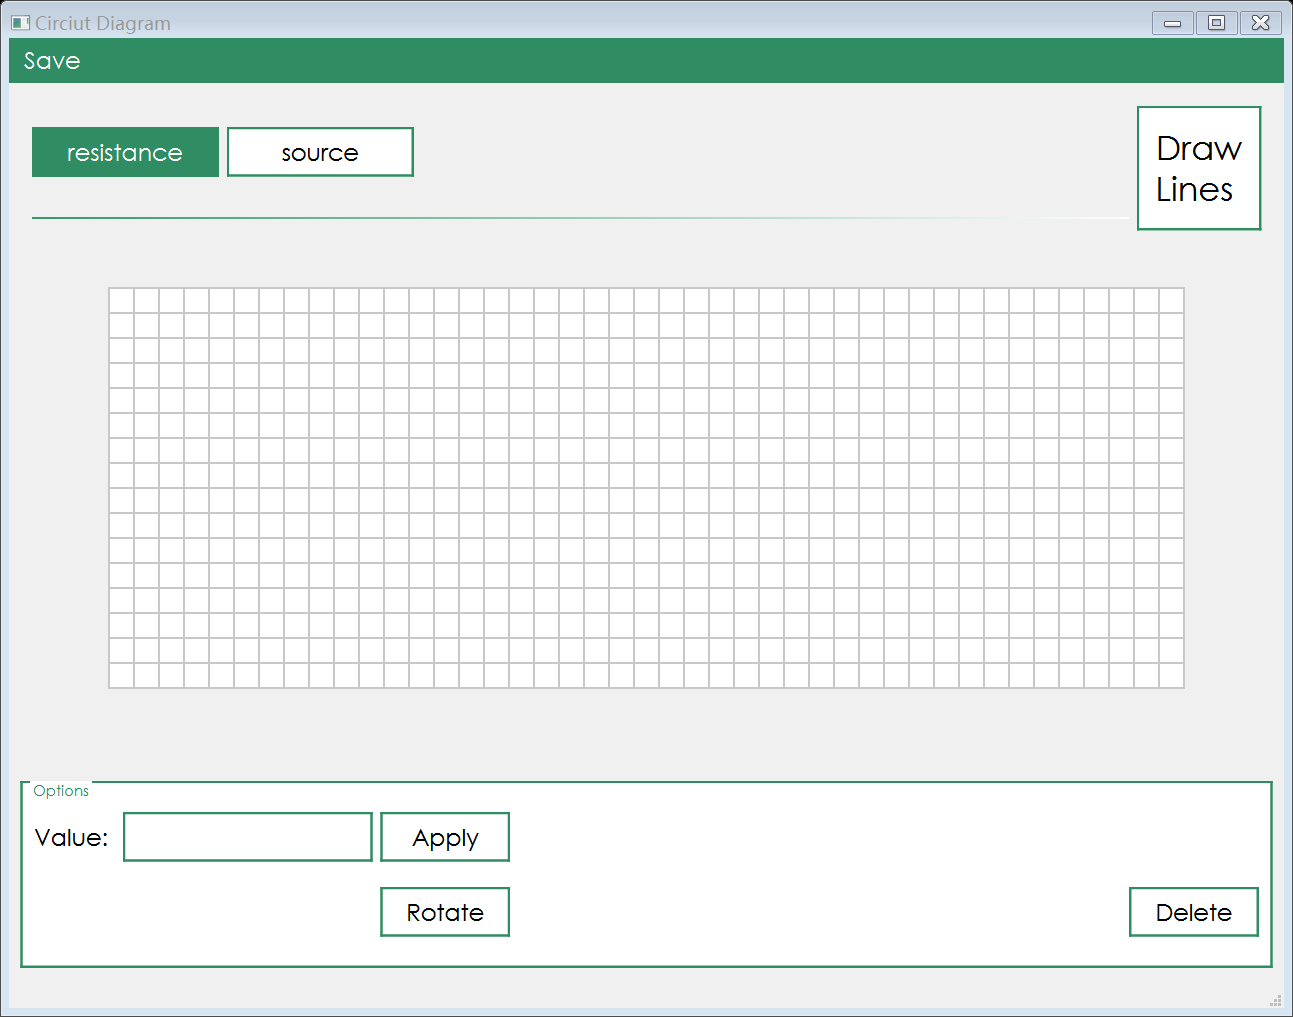 Circiut Diagram
Save
resistance
source
Draw
Lines
Options
Value:
Apply
Rotate
Delete